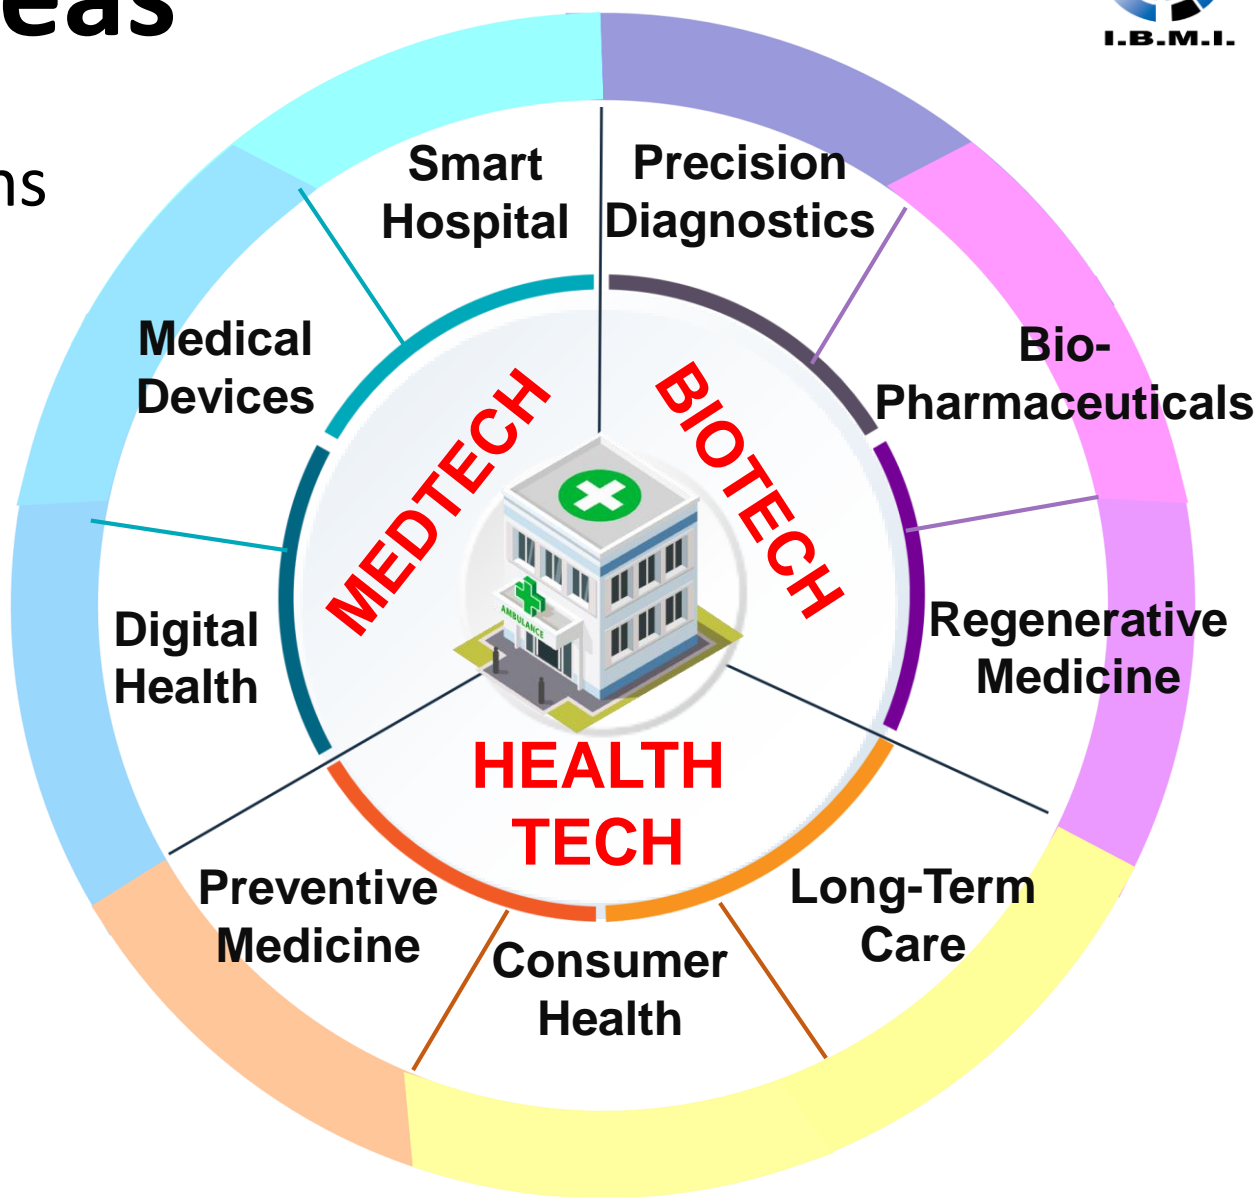 eas
I.B.M.I.
ns
Smart
Hospital
Precision
Diagnostics
Medical
Devices
Bio-
Pharmaceuticals
MEDTECH
BIOTECH
AMBULANCE
Digital
Health
Regenerative
Medicine
HEALTH
TECH
Preventive
Medicine
Long-Term
Care
Consumer
Health